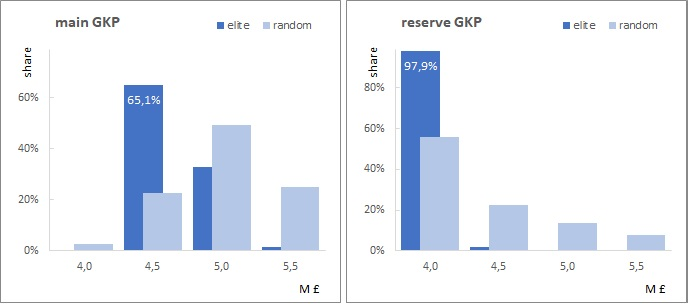 main GKP
elite random
share
65,1%
60%
40%
20%
0%
4,0 4,5 5,0 5,5
M £
reserve GKP
elite random
share
97,9%
80%
60%
40%
20%
0%
4,0 4,5 5,0 5,5
M £